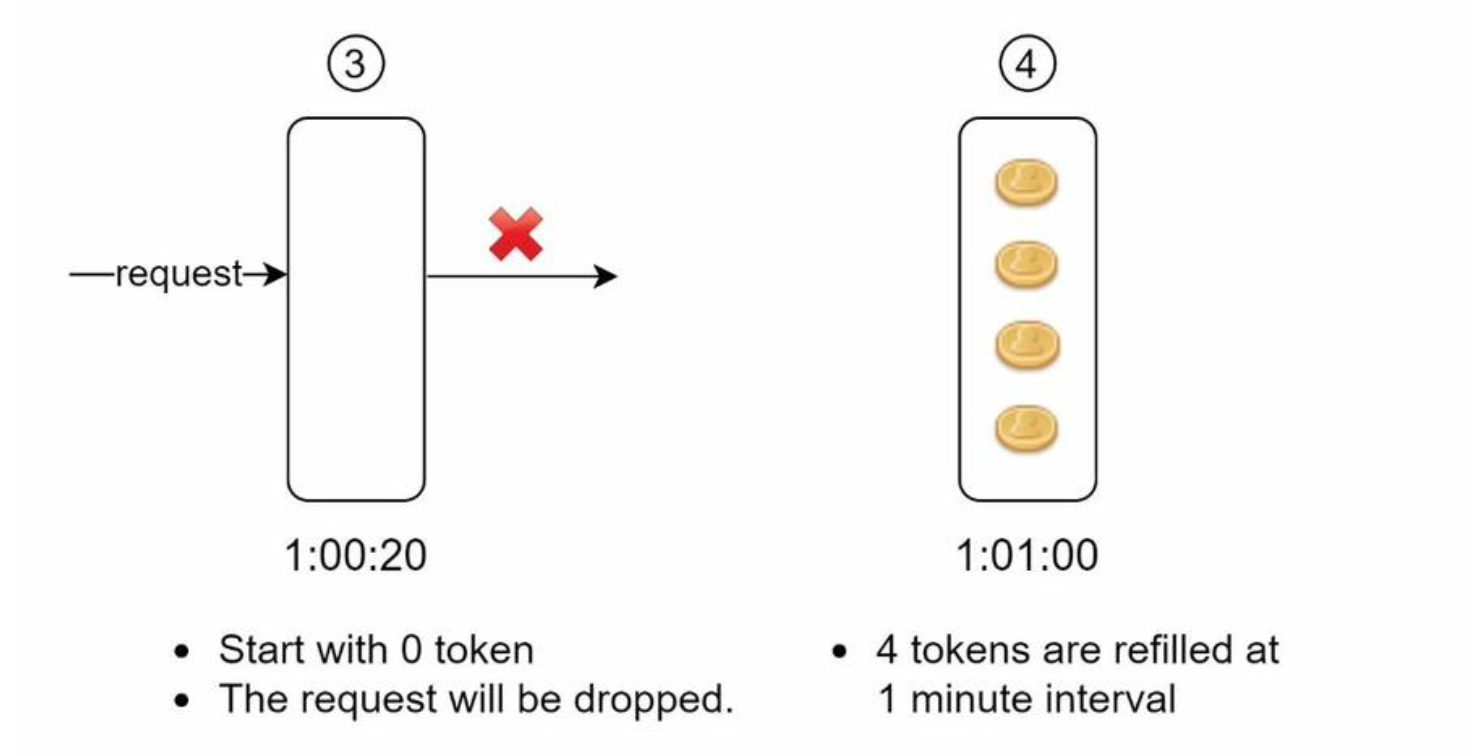 ③
④
request
1:00:20
1:01:00
• Start with 0 token
• The request will be dropped.
• 4 tokens are refilled at
1 minute interval